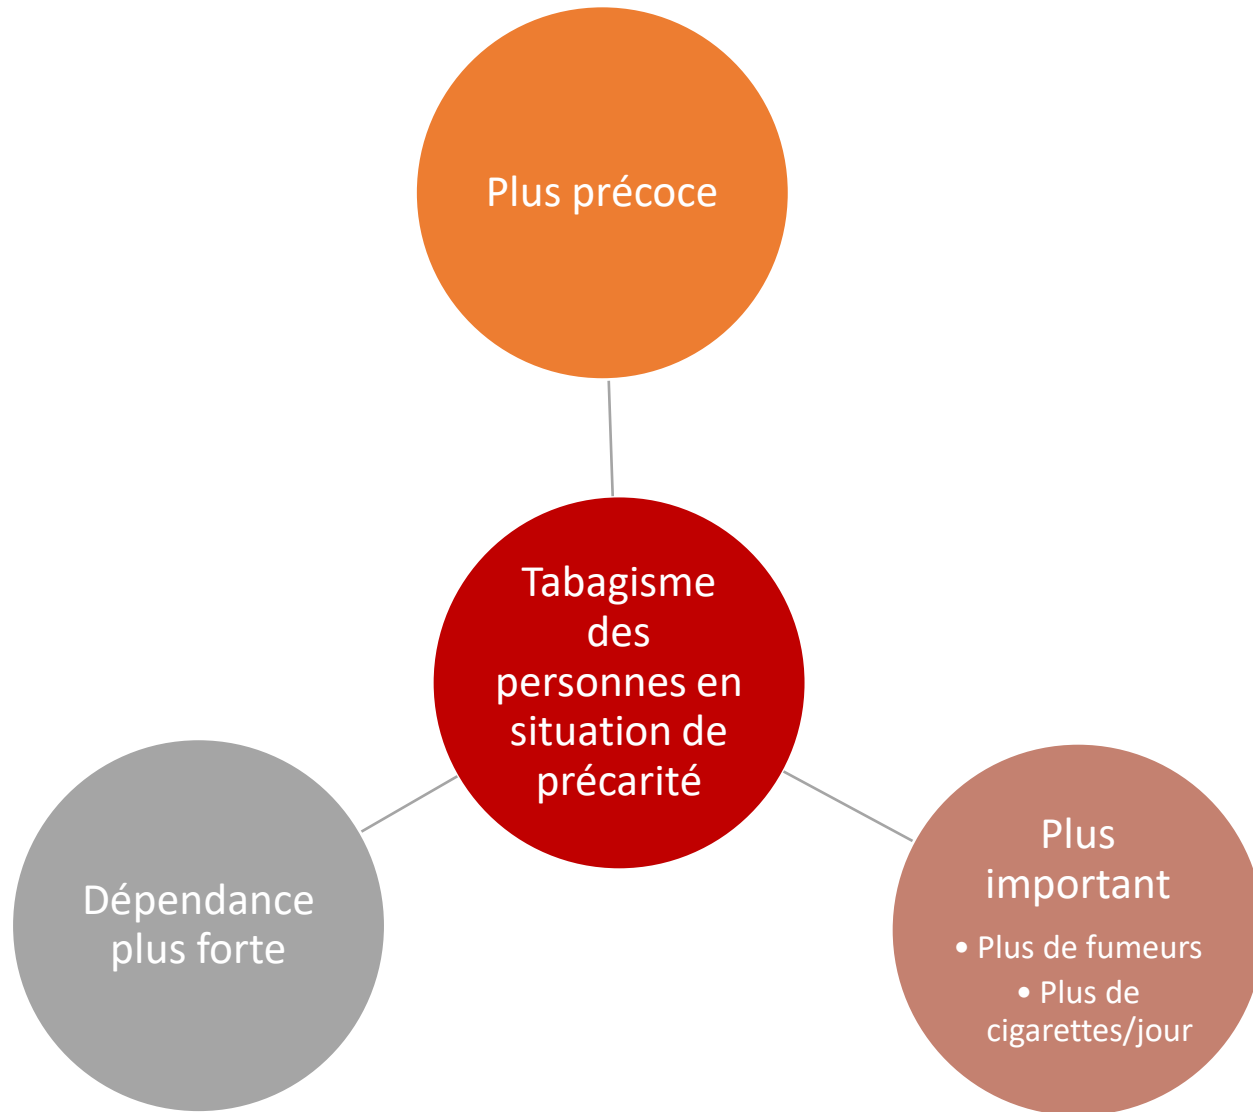 Plus précoce
Tabagisme
des
personnes en
situation de
précarité
Dépendance
plus forte
Plus
important
• Plus de fumeurs
• Plus de
cigarettes/jour